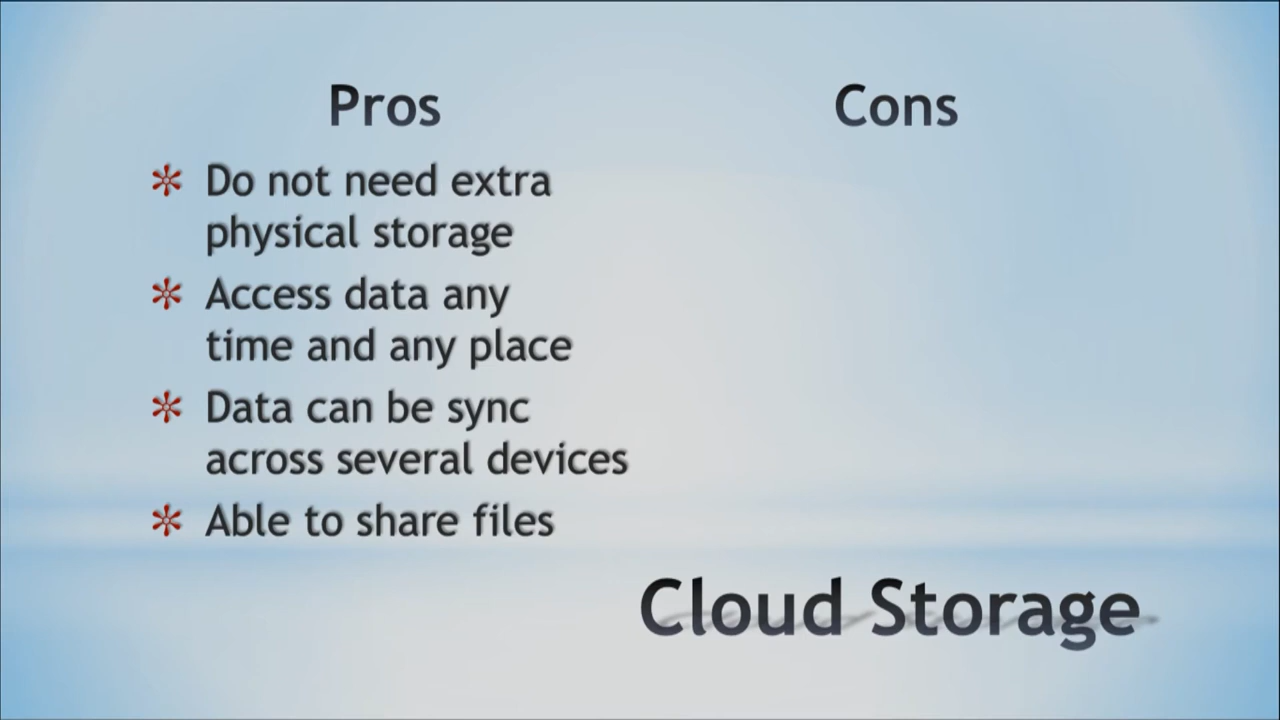 Pros
Do not need extra
physical storage
Access data any
time and any place
Data can be sync
across several devices
Able to share files
Cons
Cloud Storage